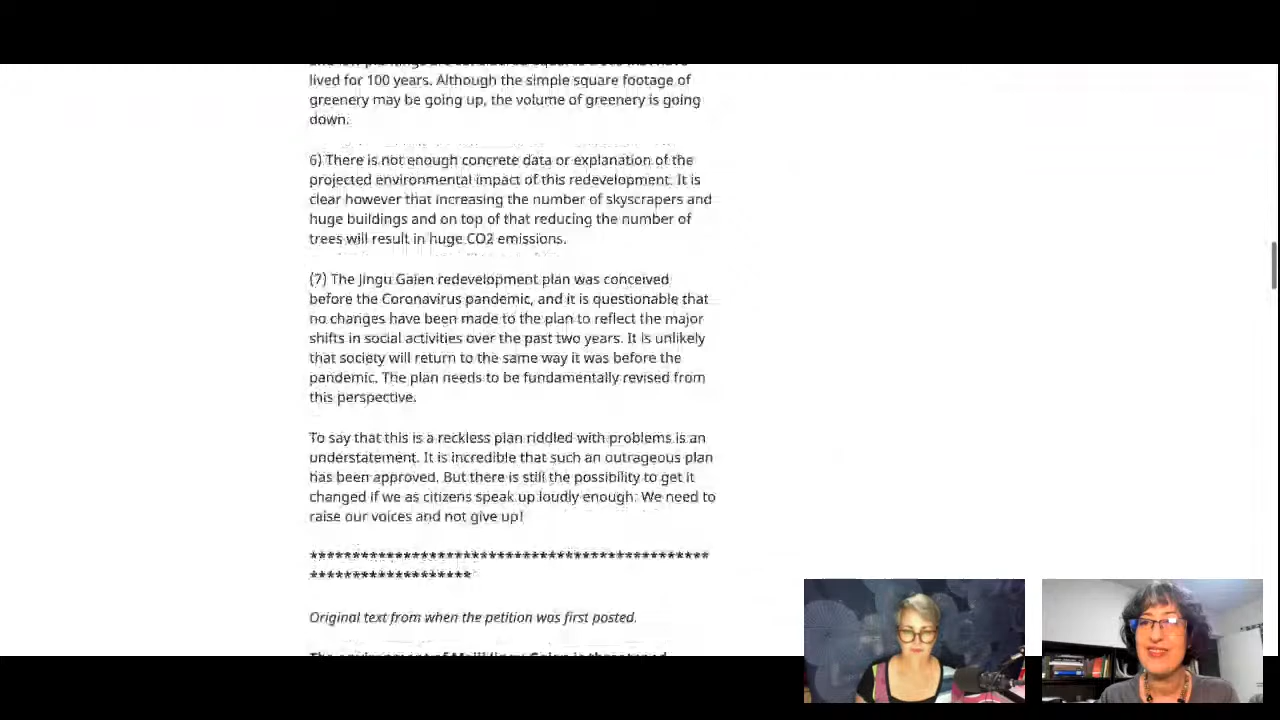 lived for 100 years. Although the simple square footage of
greenery may be going up, the volume of greenery is going
down.
6) There is not enough concrete data or explanation of the
projected environmental impact of this redevelopment. It is
clear however that increasing the number of skyscrapers and
huge buildings and on top of that reducing the number of
trees will result in huge CO2 emissions.
(7) The Jingu Gaien redevelopment plan was conceived
before the Coronavirus pandemic, and it is questionable that
no changes have been made to the plan to reflect the major
shifts in social activities over the past two years. It is unlikely
that society will return to the same way it was before the
pandemic. The plan needs to be fundamentally revised from
this perspective.
To say that this is a reckless plan riddled with problems is an
understatement. It is incredible that such an outrageous plan
has been approved. But there is still the possibility to get it
changed if we as citizens speak up loudly enough. We need to
raise our voices and not give up!
***********************************************
*******************
Original text from when the petition was first posted.